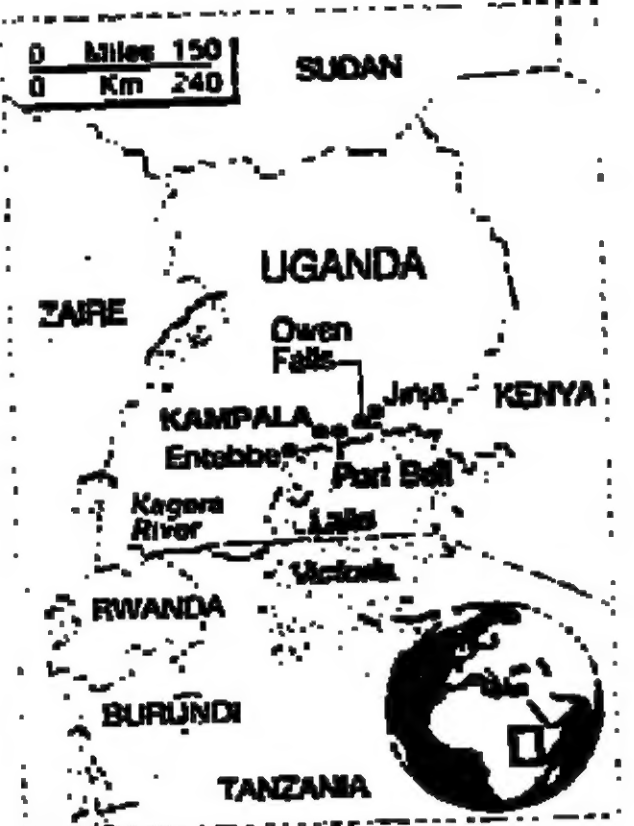 0 Miles 150
0 Km 240
SUDAN
UGANDA
ZAIRE
Owen
Falls
Jinja
KENYA
KAMPALA
Entebbe
Port Bell
Kagera
River
Lake
Victoria
RWANDA
BURUNDI
TANZANIA